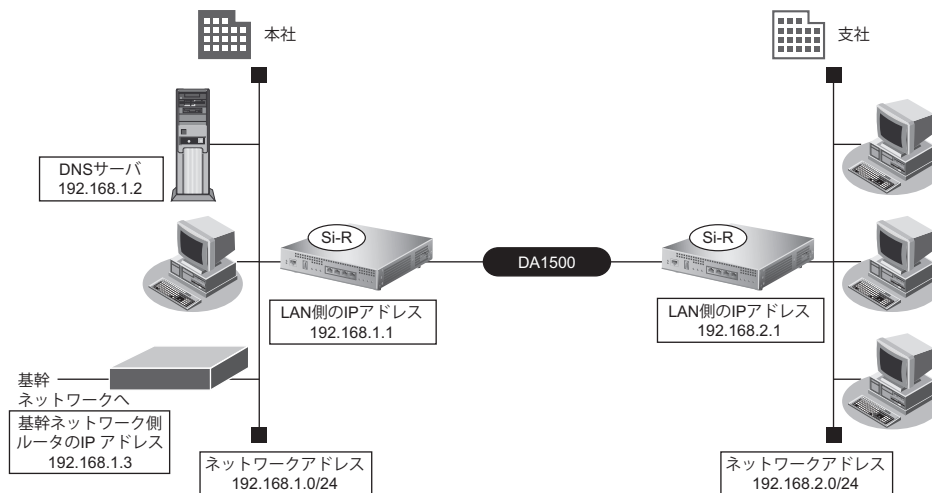 本社
支社
DNSサーバ
192.168.1.2
Si-R
Si-R
DA1500
LAN側のIPアドレス
192.168.1.1
LAN側のIPアドレス
192.168.2.1
基幹
ネットワークへ
基幹ネットワーク側
ルータのIP アドレス
192.168.1.3
ネットワークアドレス
192.168.1.0/24
ネットワークアドレス
192.168.2.0/24